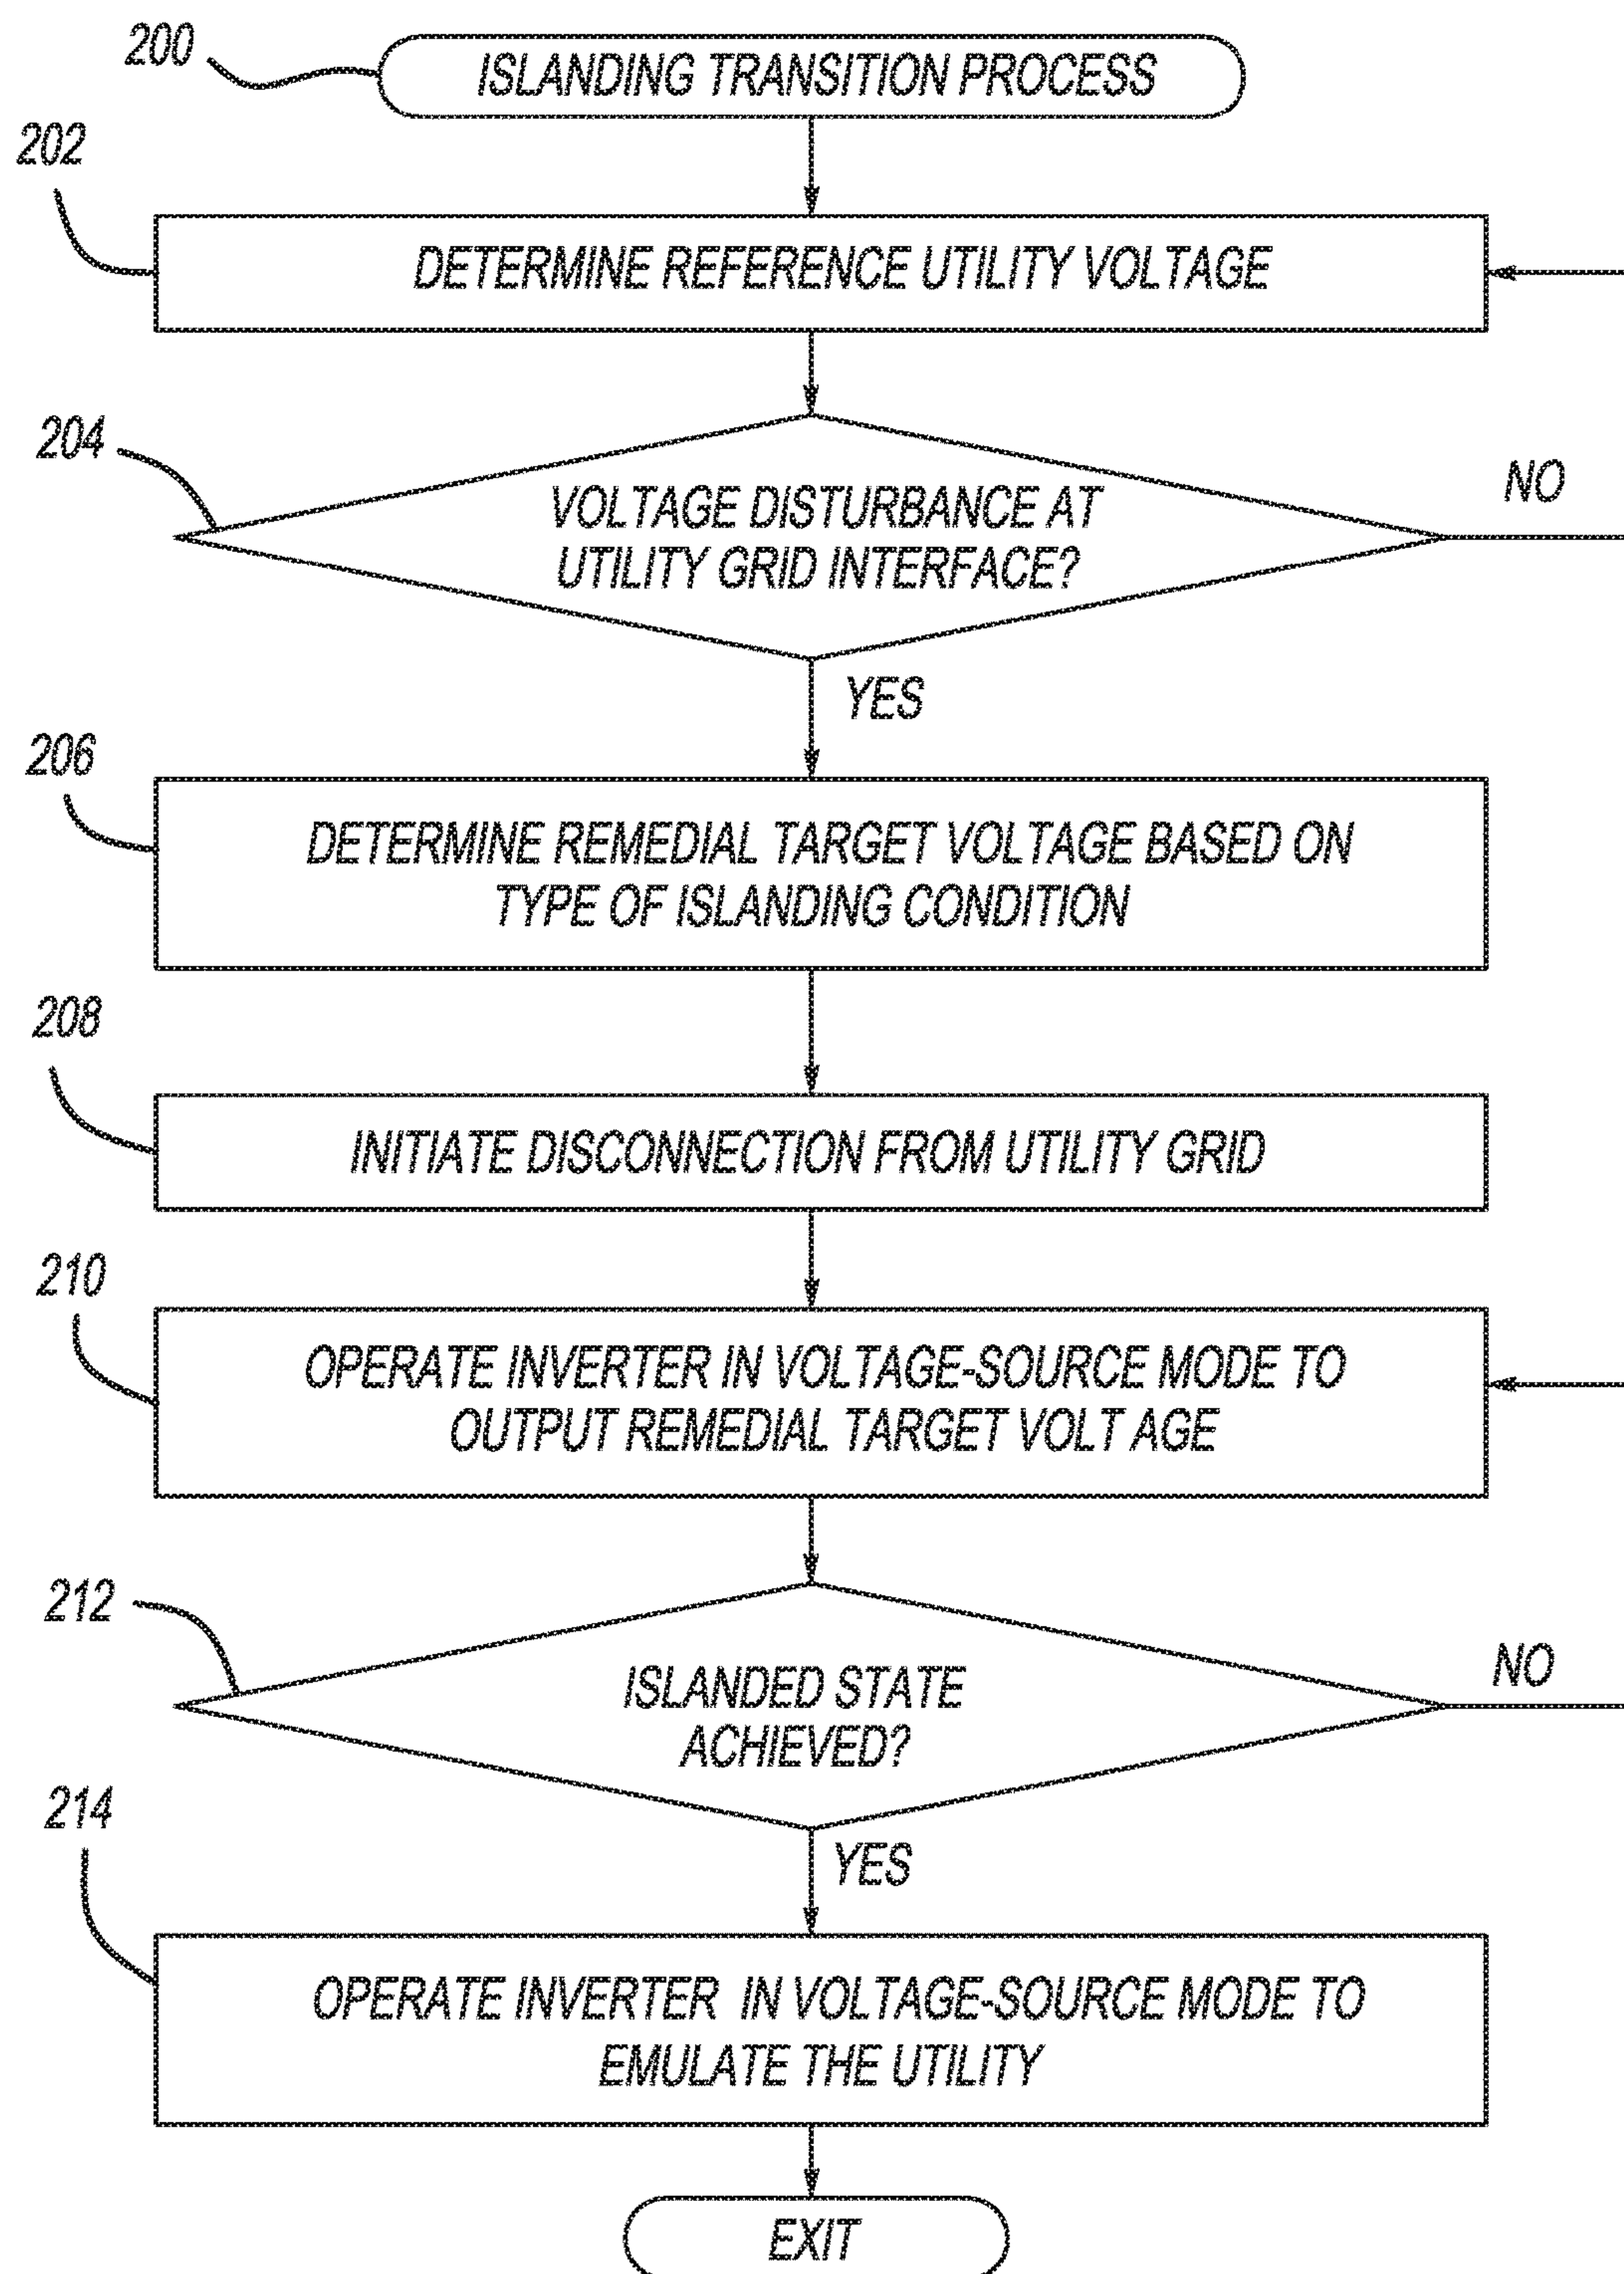 200
ISLANDING TRANSITION PROCESS
202
DETERMINE REFERENCE UTILITY VOLTAGE
204
VOLTAGE DISTURBANCE AT
UTILITY GRID INTERFACE?
NO
YES
206
DETERMINE REMEDIAL TARGET VOLTAGE BASED ON
TYPE OF ISLANDING CONDITION
208
INITIATE DISCONNECTION FROM UTILITY GRID
210
OPERATE INVERTER IN VOLTAGE-SOURCE MODE TO
OUTPUT REMEDIAL TARGET VOLT AGE
212
ISLANDED STATE
ACHIEVED?
NO
YES
214
OPERATE INVERTER IN VOLTAGE-SOURCE MODE TO
EMULATE THE UTILITY
EXIT